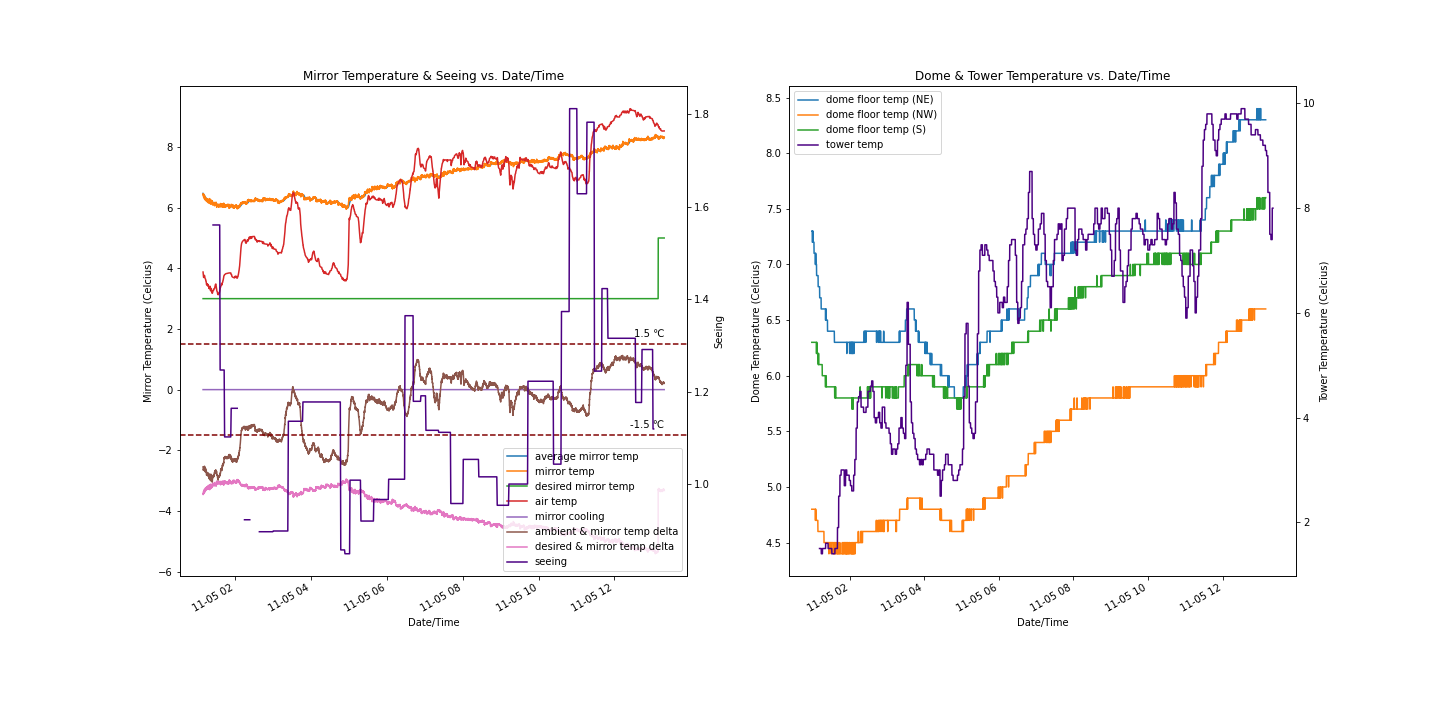 Mirror Temperature & Seeing vs. Date/Time
Mirror Temperature (Celcius)
8
6
4
2
0
−2
−4
−6
1.8
1.6
1.4
1.2
1.0
Seeing
1.5 °C
-1.5 °C
average mirror temp
mirror temp
desired mirror temp
air temp
mirror cooling
ambient & mirror temp delta
desired & mirror temp delta
seeing
11-05 02
11-05 04
11-05 06
11-05 08
11-05 10
11-05 12
Date/Time
Dome & Tower Temperature vs. Date/Time
Dome Temperature (Celcius)
8.5
8.0
7.5
7.0
6.5
6.0
5.5
5.0
4.5
dome floor temp (NE)
dome floor temp (NW)
dome floor temp (S)
tower temp
10
8
6
4
2
Tower Temperature (Celcius)
11-05 02
11-05 04
11-05 06
11-05 08
11-05 10
11-05 12
Date/Time